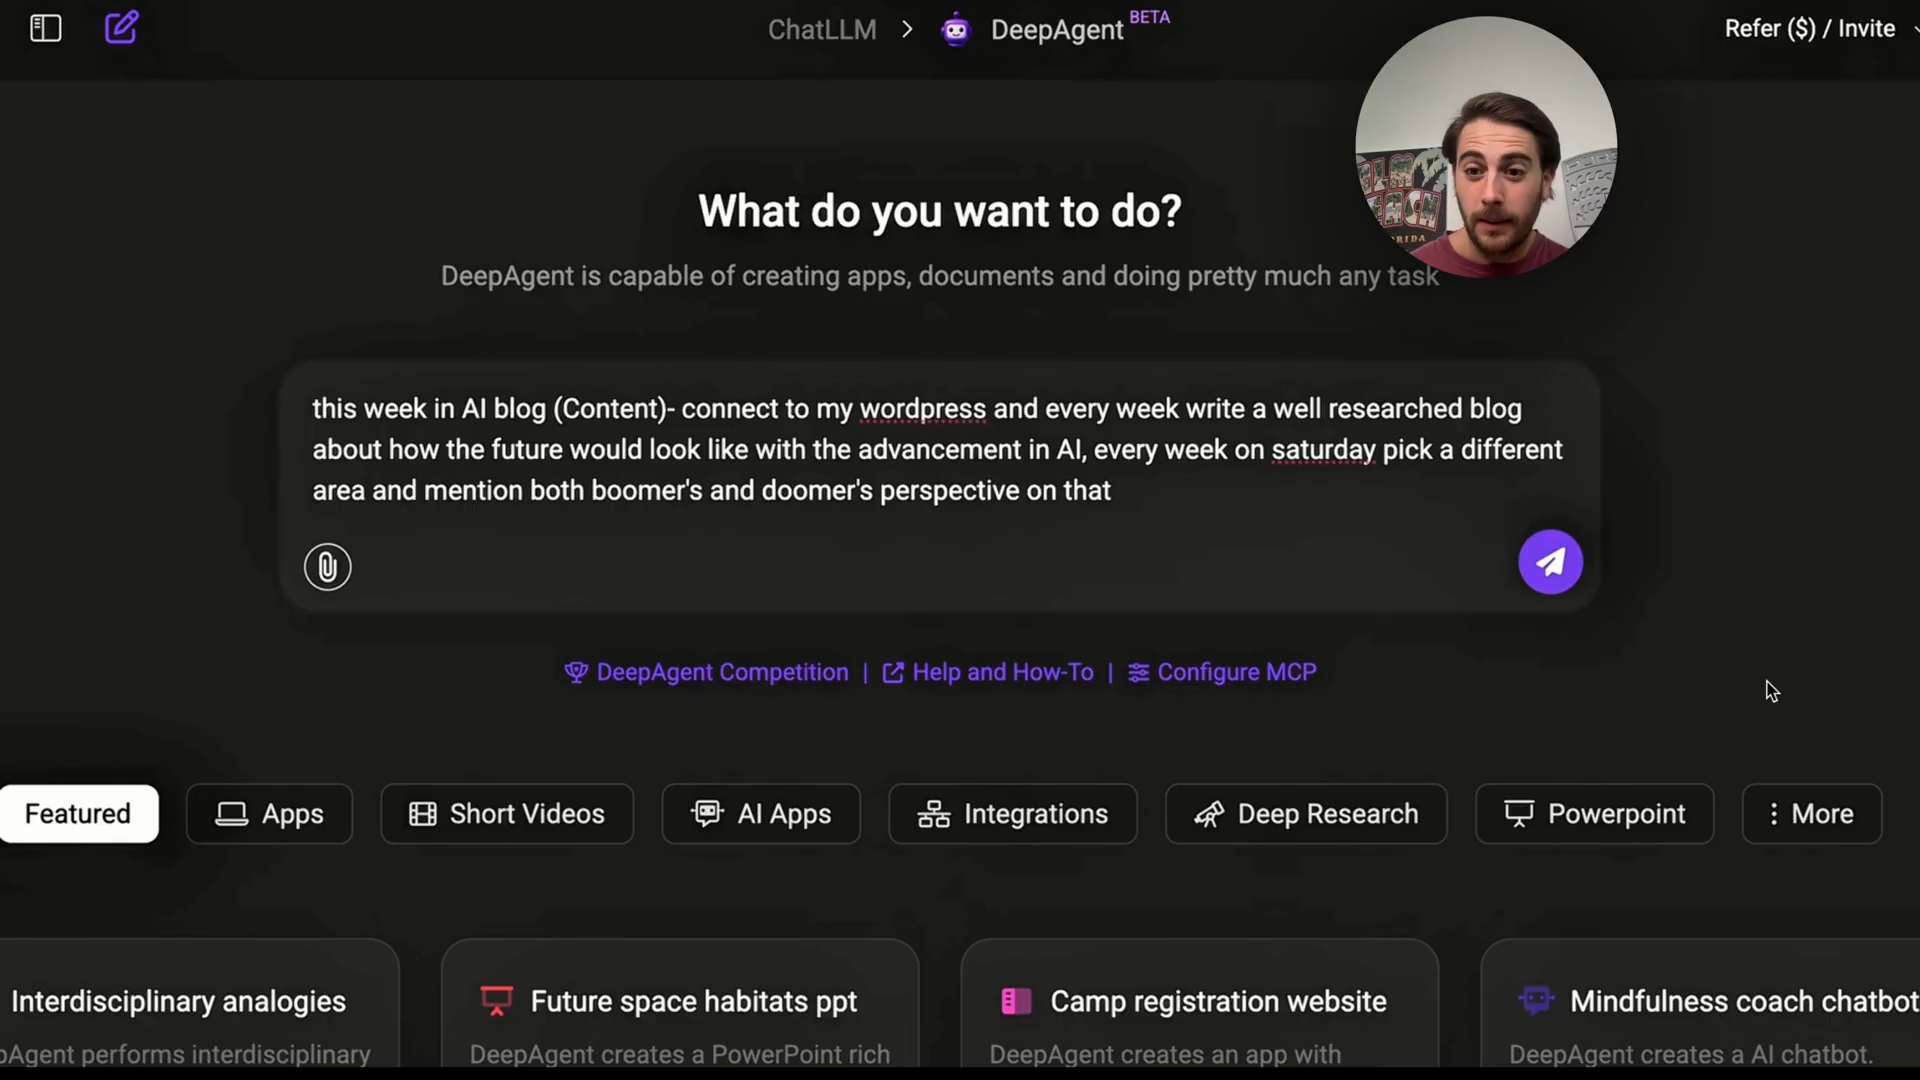 ChatLLM > DeepAgent BETA
Refer ($) / Invite
What do you want to do?
DeepAgent is capable of creating apps, documents and doing pretty much any task
this week in AI blog (Content)- connect to my wordpress and every week write a well researched blog
about how the future would look like with the advancement in AI, every week on saturday pick a different
area and mention both boomer's and doomer's perspective on that
DeepAgent Competition | Help and How-To | Configure MCP
Featured
Apps
Short Videos
AI Apps
Integrations
Deep Research
Powerpoint
More
Interdisciplinary analogies
pAgent performs interdisciplinary
Future space habitats ppt
DeepAgent creates a PowerPoint rich
Camp registration website
DeepAgent creates an app with
Mindfulness coach chatbot
DeepAgent creates a AI chatbot.